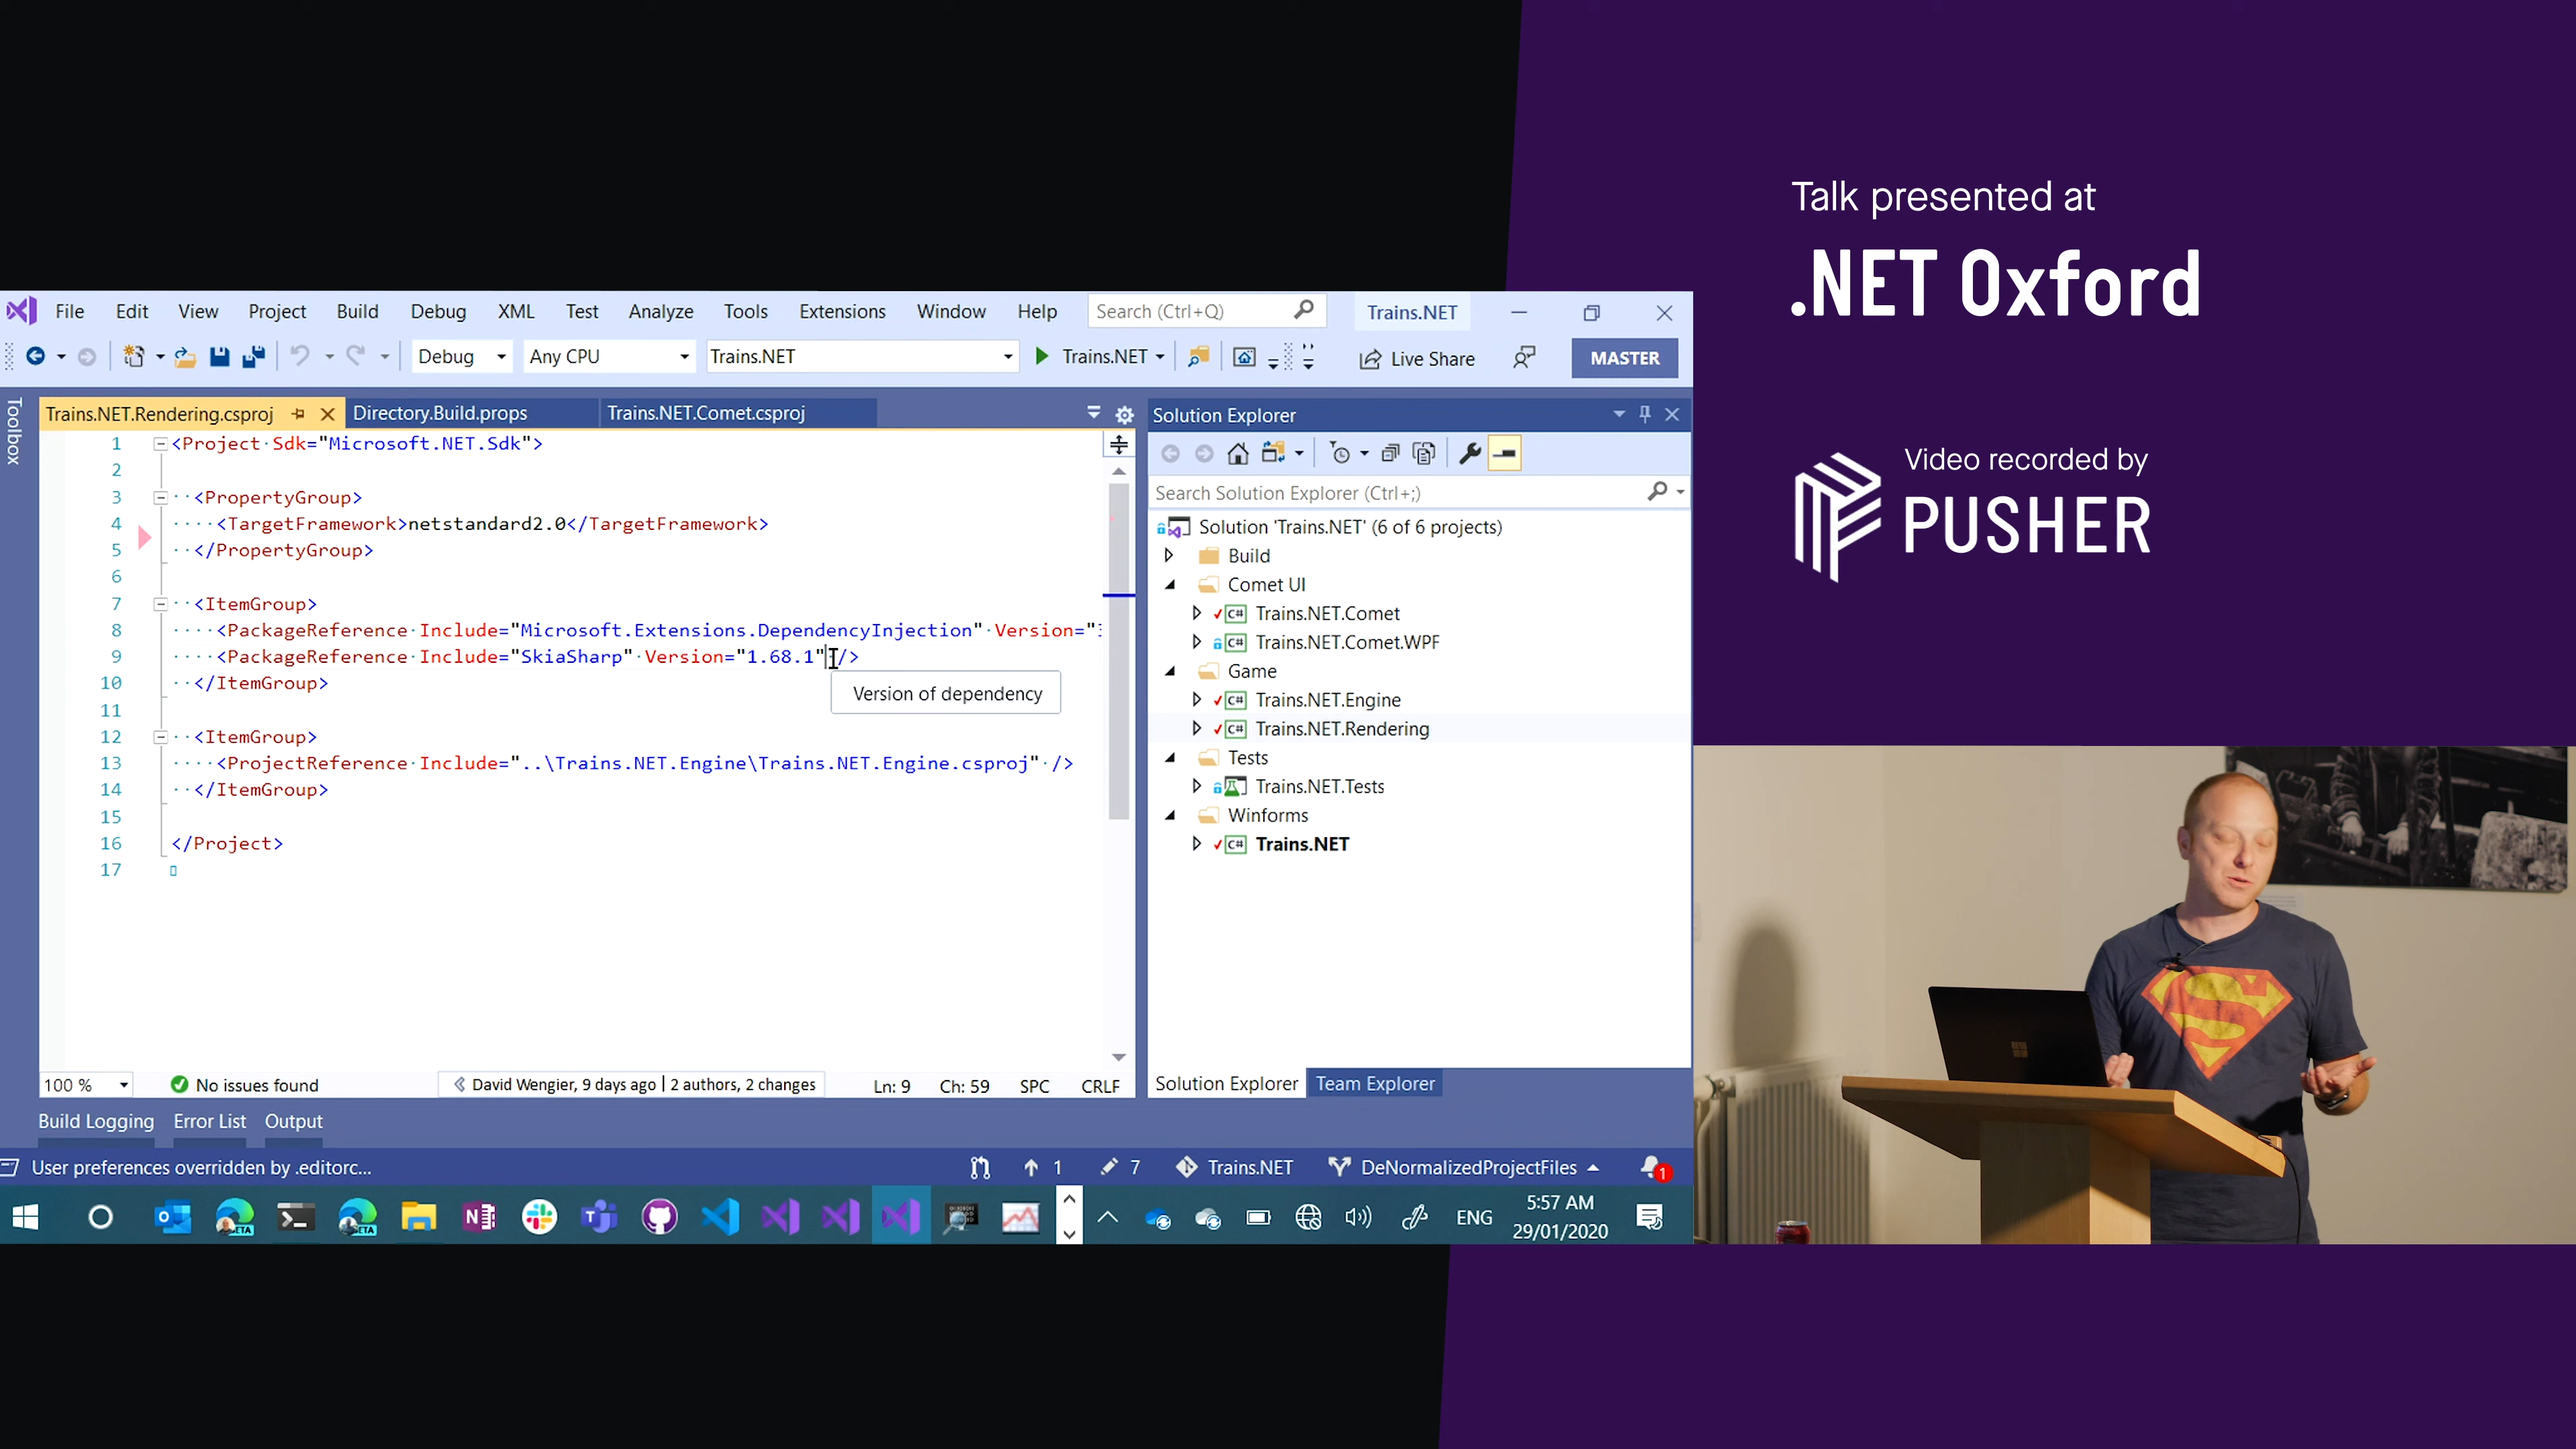 Talk presented at
.NET Oxford
Video recorded by
PUSHER
File Edit View Project Build Debug XML Test Analyze Tools Extensions Window Help Search (Ctrl+Q) Trains.NET
Debug Any CPU Trains.NET Trains.NET Live Share MASTER
Toolbox
Trains.NET.Rendering.csproj Directory.Build.props Trains.NET.Comet.csproj
1 <Project Sdk="Microsoft.NET.Sdk">
2
3 <PropertyGroup>
4 <TargetFramework>netstandard2.0</TargetFramework>
5 </PropertyGroup>
6
7 <ItemGroup>
8 <PackageReference Include="Microsoft.Extensions.DependencyInjection" Version="
9 <PackageReference Include="SkiaSharp" Version="1.68.1" />
Version of dependency
10 </ItemGroup>
11
12 <ItemGroup>
13 <ProjectReference Include="..\Trains.NET.Engine\Trains.NET.Engine.csproj" />
14 </ItemGroup>
15
16 </Project>
17
100 % No issues found David Wengier, 9 days ago | 2 authors, 2 changes Ln: 9 Ch: 59 SPC CRLF
Solution Explorer
Search Solution Explorer (Ctrl+;)
Solution 'Trains.NET' (6 of 6 projects)
Build
Comet UI
C# Trains.NET.Comet
C# Trains.NET.Comet.WPF
Game
C# Trains.NET.Engine
C# Trains.NET.Rendering
Tests
Trains.NET.Tests
Winforms
C# Trains.NET
Solution Explorer Team Explorer
Build Logging Error List Output
User preferences overridden by .editorc... 1 7 Trains.NET DeNormalizedProjectFiles 1
ENG 5:57 AM
29/01/2020